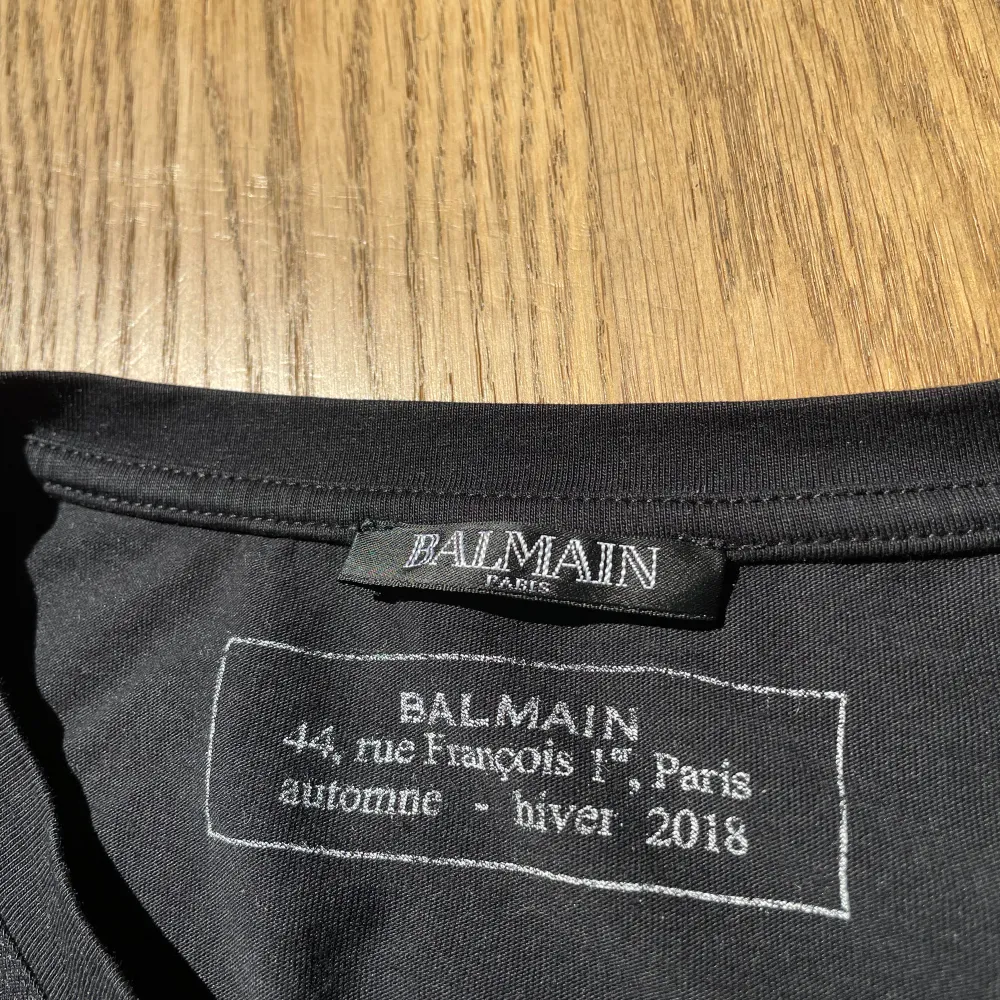 BALMAIN
PARIS
BALMAIN
44, rue François 1er, Paris
automne - hiver 2018